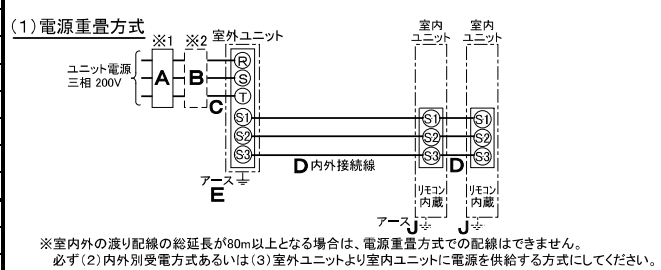 (1)電源重畳方式
※1 ※2 室外ユニット
室内ユニット 室内ユニット
ユニット電源
三相 200V
A B C
R
S
T
S1 S1 S1
S2 S2 S2
S3 S3 S3
D 内外接続線 D
アース
E
リモコン内蔵 リモコン内蔵
アース J J
※室内外の渡り配線の総延長が80m以上となる場合は、電源重畳方式での配線はできません。
必ず(2)内外別受電方式あるいは(3)室外ユニットより室内ユニットに電源を供給する方式にしてください。